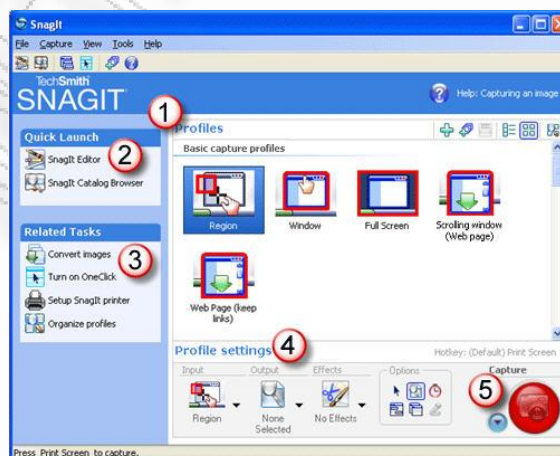 SnagIt
File Capture View Tools Help
TechSmith
SNAGIT
Help: Capturing an image
1
Profiles
Quick Launch
SnagIt Editor
2
SnagIt Catalog Browser
Related Tasks
Convert images
3
Turn on OneClick
Setup SnagIt printer
Organize profiles
Basic capture profiles
Region
Window
Full Screen
Scrolling window
(Web page)
Web Page (keep
links)
Profile settings
4
Hotkey: (Default) Print Screen
Input
Output
Effects
Options
Capture
5
Region
None
Selected
No Effects
Press Print Screen to capture.